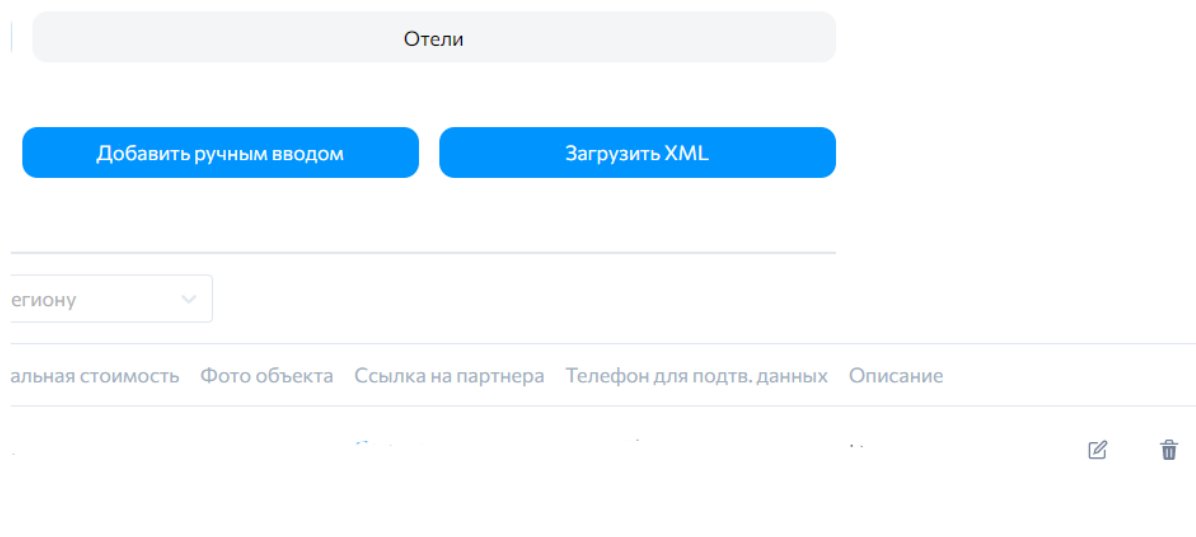 Отели
Добавить ручным вводом Загрузить XML
егиону
альная стоимость Фото объекта Ссылка на партнера Телефон для подтв. данных Описание